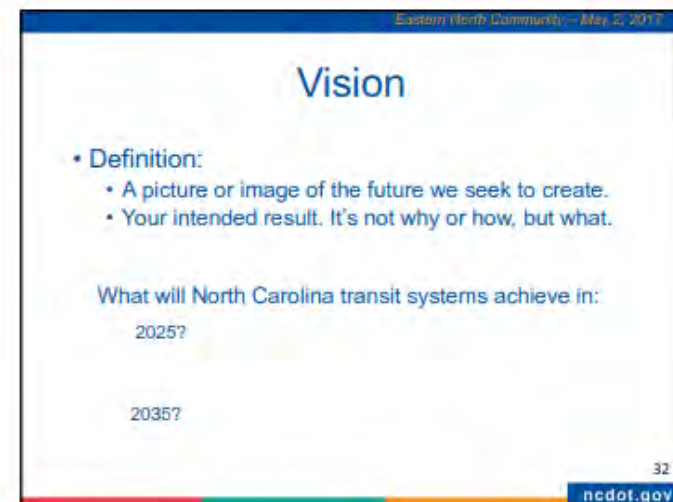 Eastern North Community – May 2, 2017
Vision
• Definition:
• A picture or image of the future we seek to create.
• Your intended result. It's not why or how, but what.
What will North Carolina transit systems achieve in:
2025?
2035?
32
ncdot.gov